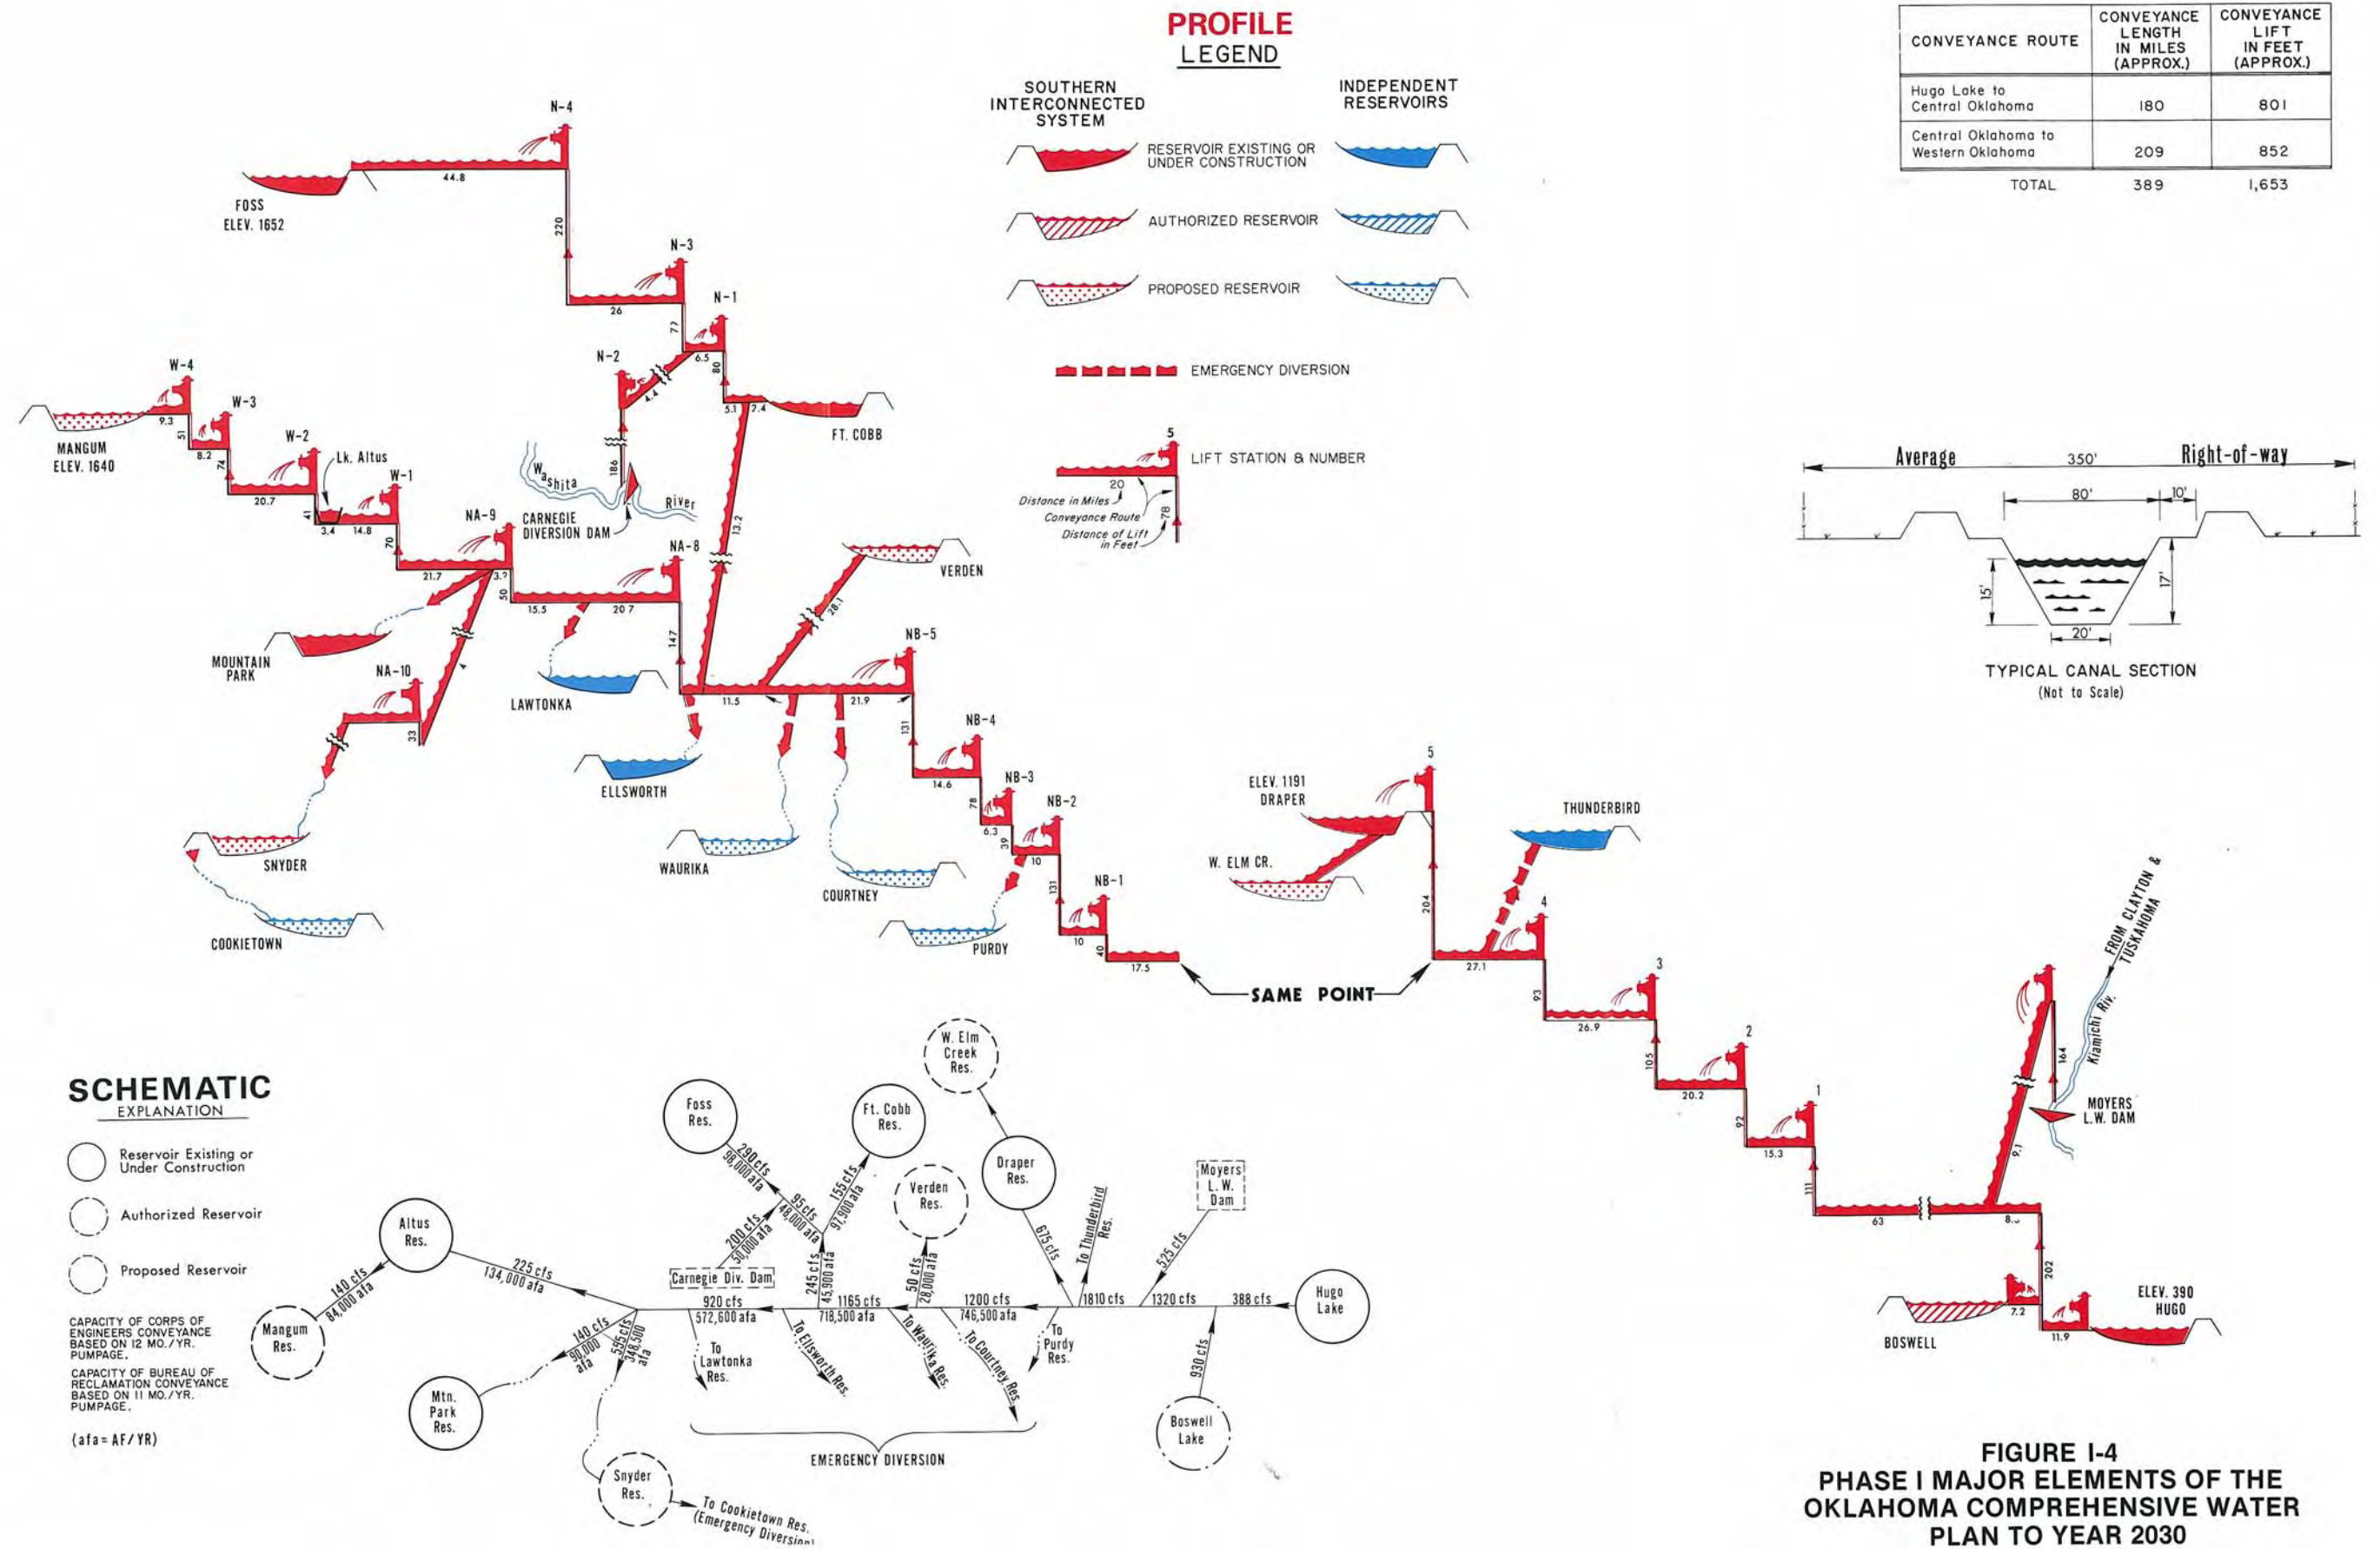 PROFILE
LEGEND
SOUTHERN
INTERCONNECTED
SYSTEM
INDEPENDENT
RESERVOIRS
RESERVOIR EXISTING OR
UNDER CONSTRUCTION
AUTHORIZED RESERVOIR
PROPOSED RESERVOIR
EMERGENCY DIVERSION
5
LIFT STATION & NUMBER
20
Distance in Miles
Conveyance Route
78
Distance of Lift
in Feet
CONVEYANCE ROUTE
CONVEYANCE
LENGTH
IN MILES
(APPROX.)
CONVEYANCE
LIFT
IN FEET
(APPROX.)
Hugo Lake to
Central Oklahoma
180
801
Central Oklahoma to
Western Oklahoma
209
852
TOTAL
389
1,653
N-4
44.8
FOSS
ELEV. 1652
220
N-3
26
N-1
6.5
80
N-2
4.4
186
5.1
2.4
FT. COBB
W-4
9.3
51
MANGUM
ELEV. 1640
W-3
8.2
74
W-2
20.7
41
Lk. Altus
W-1
3.4
14.8
70
NA-9
21.7
50
Washita
River
CARNEGIE
DIVERSION DAM
NA-8
15.5
20.7
147
13.2
VERDEN
28.1
MOUNTAIN
PARK
NA-10
33
4
LAWTONKA
ELLSWORTH
NB-5
11.5
21.9
131
NB-4
14.6
78
NB-3
6.3
39
NB-2
10
131
NB-1
10
40
17.5
SNYDER
COOKIETOWN
WAURIKA
COURTNEY
PURDY
SAME POINT
5
ELEV. 1191
DRAPER
W. ELM CR.
204
THUNDERBIRD
4
27.1
93
3
26.9
105
2
20.2
92
1
15.3
111
63
9.1
164
FROM CLAYTON &
TUSKAHOMA
Kiamichi Riv.
MOYERS
L.W. DAM
202
BOSWELL
7.2
11.9
ELEV. 390
HUGO
Average
350'
Right-of-way
80'
10'
15'
17'
20'
TYPICAL CANAL SECTION
(Not to Scale)
SCHEMATIC
EXPLANATION
Reservoir Existing or
Under Construction
Authorized Reservoir
Proposed Reservoir
CAPACITY OF CORPS OF
ENGINEERS CONVEYANCE
BASED ON 12 MO./YR.
PUMPAGE.
CAPACITY OF BUREAU OF
RECLAMATION CONVEYANCE
BASED ON 11 MO./YR.
PUMPAGE.
(afa = AF/YR)
Mangum
Res.
140 cfs
84,000 afa
Altus
Res.
225 cfs
134,000 afa
Mtn.
Park
Res.
140 cfs
90,000
afa
555 cfs
348,500
afa
Snyder
Res.
To Cookietown Res.
(Emergency Diversion)
Foss
Res.
290 cfs
98,000 afa
200 cfs
50,000 afa
Carnegie Div. Dam
95 cfs
48,000 afa
Ft. Cobb
Res.
155 cfs
97,900 afa
245 cfs
45,900 afa
Verden
Res.
50 cfs
28,000 afa
W. Elm
Creek
Res.
Draper
Res.
675 cfs
To Thunderbird
Res.
Moyers
L. W.
Dam
525 cfs
920 cfs
572,600 afa
1165 cfs
718,500 afa
1200 cfs
746,500 afa
1810 cfs
1320 cfs
388 cfs
Hugo
Lake
930 cfs
Boswell
Lake
To
Lawtonka
Res.
To Ellsworth Res.
To Waurika Res.
To Courtney Res.
To
Purdy
Res.
EMERGENCY DIVERSION
FIGURE I-4
PHASE I MAJOR ELEMENTS OF THE
OKLAHOMA COMPREHENSIVE WATER
PLAN TO YEAR 2030